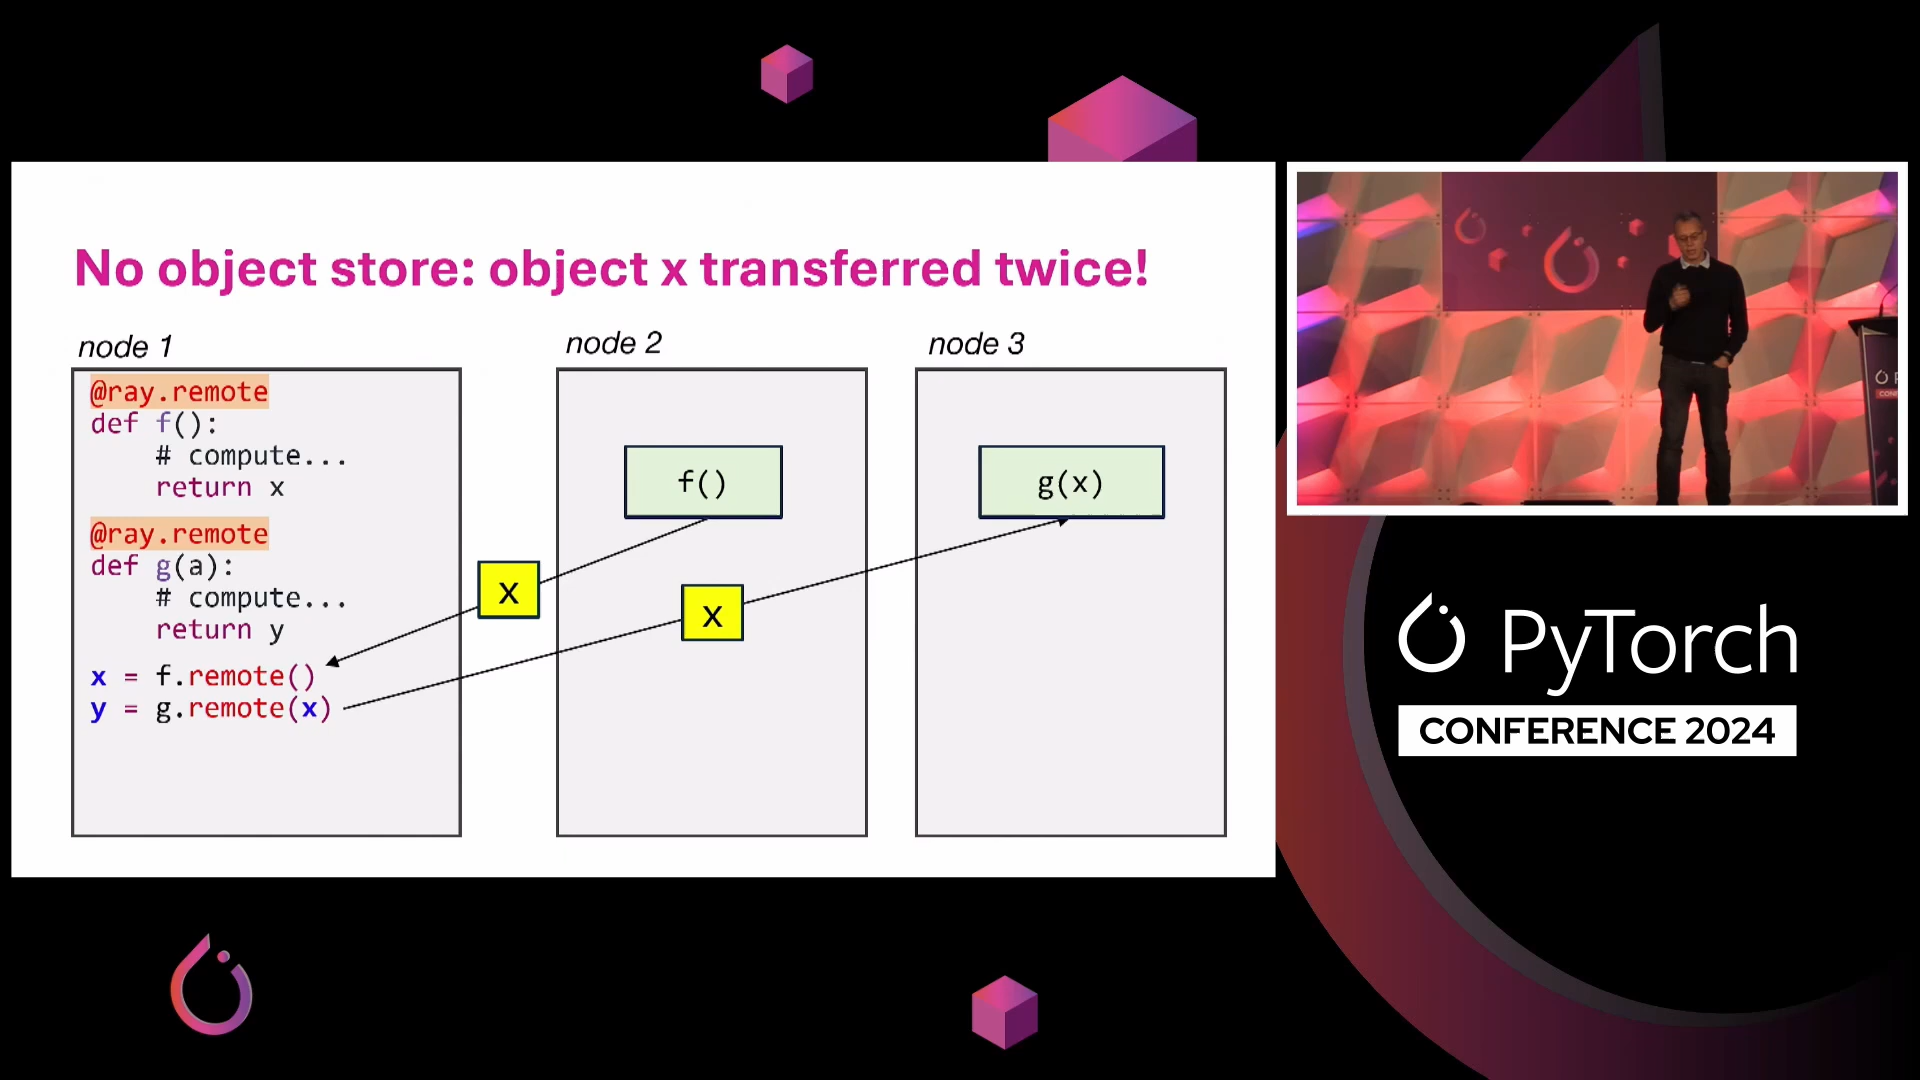 No object store: object x transferred twice!
node 1
@ray.remote
def f():
# compute...
return x
@ray.remote
def g(a):
# compute...
return y
x = f.remote()
y = g.remote(x)
node 2
f()
x
x
node 3
g(x)
PyTorch
CONFERENCE 2024